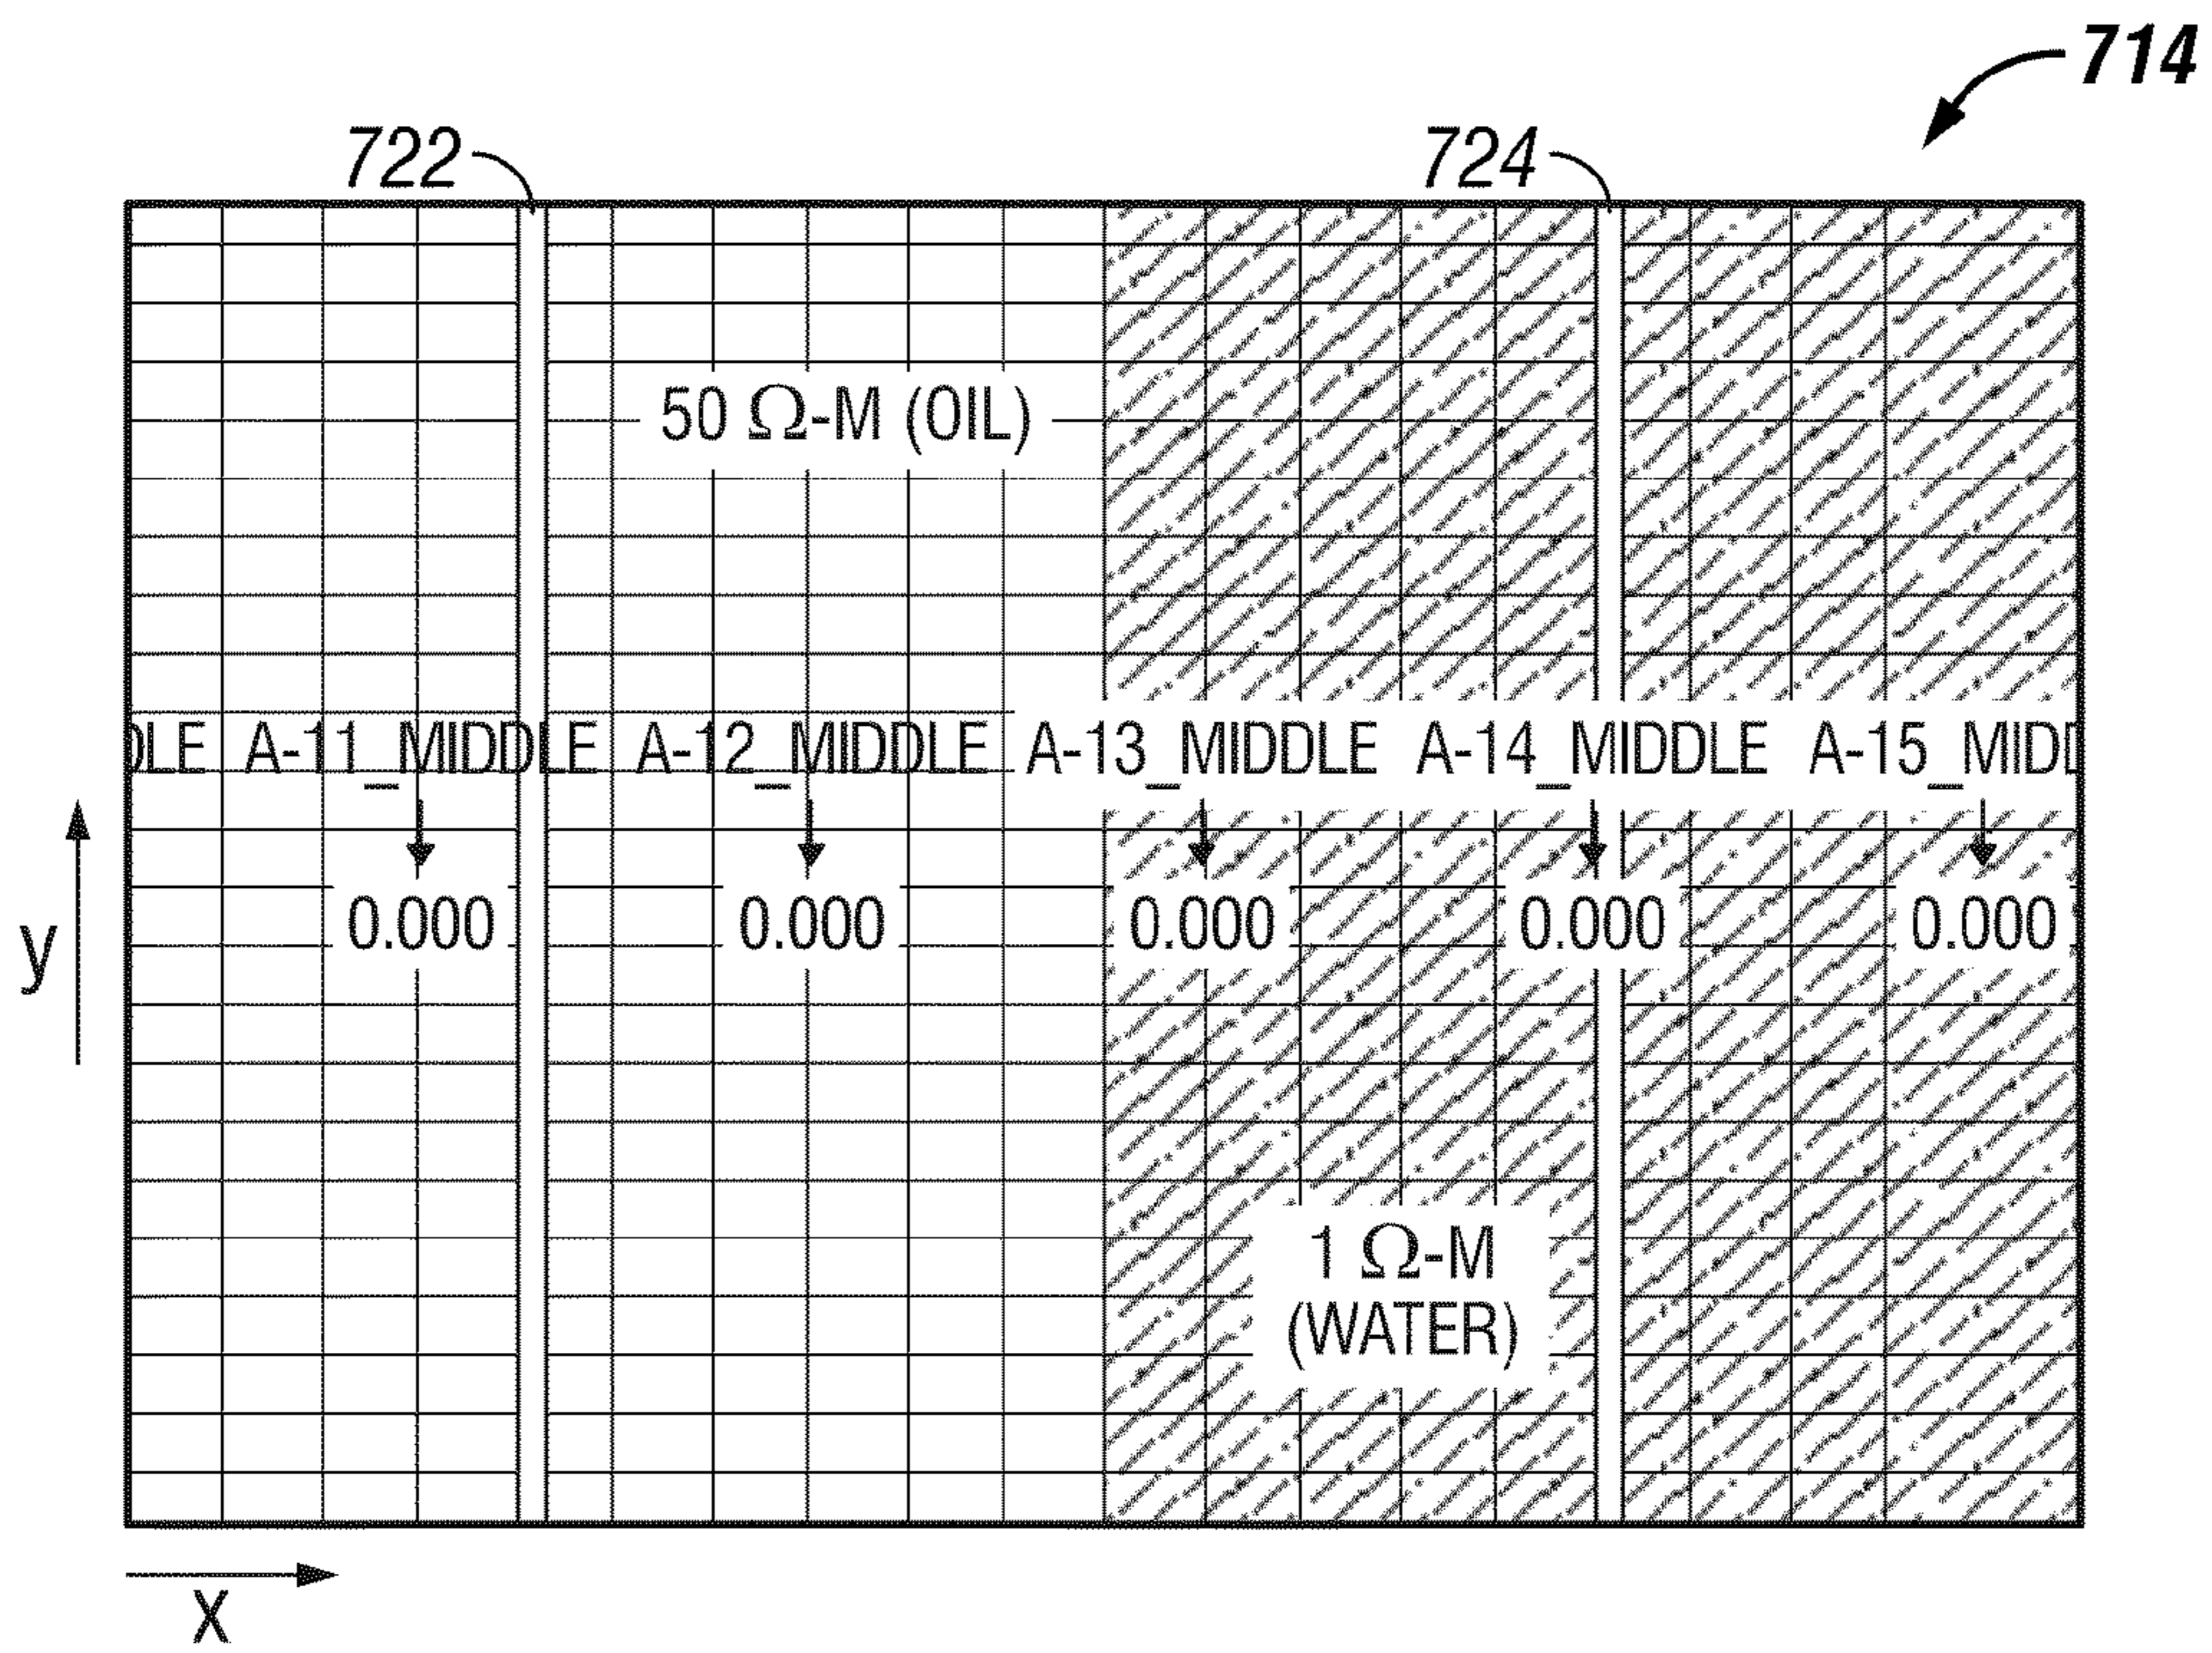 714
722 724
50 Ω-M (OIL)
DLE A-11_MIDDLE A-12_MIDDLE A-13_MIDDLE A-14_MIDDLE A-15_MIDD
0.000 0.000 0.000 0.000 0.000
y
1 Ω-M
(WATER)
x